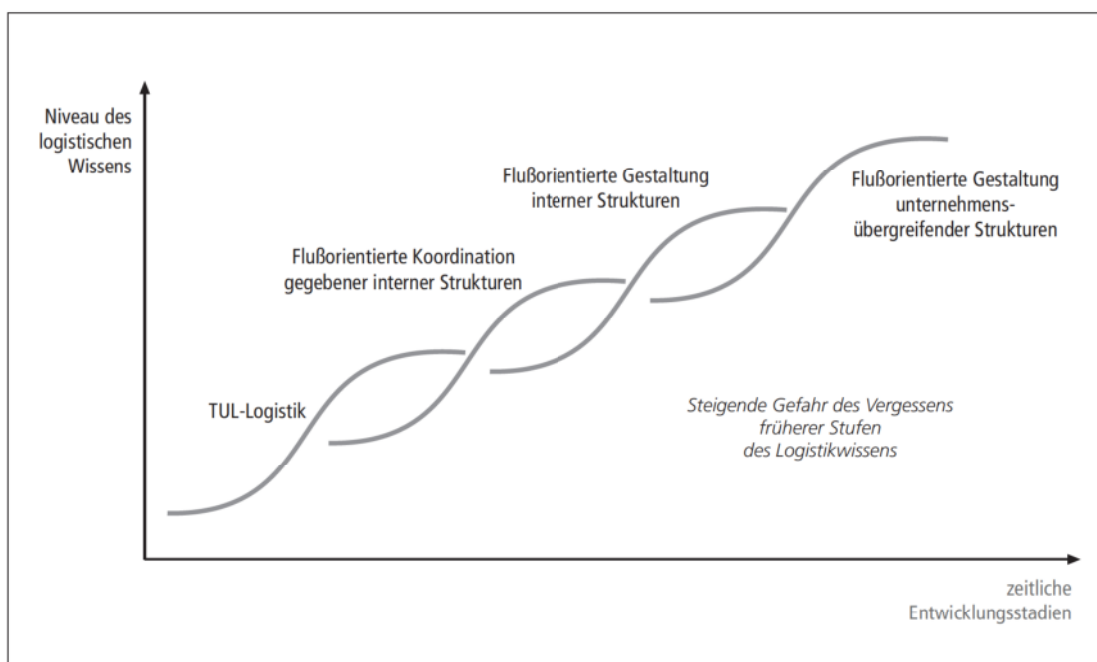 Niveau des
logistischen
Wissens
Flußorientierte Gestaltung
interner Strukturen
Flußorientierte Gestaltung
unternehmens-
übergreifender Strukturen
Flußorientierte Koordination
gegebener interner Strukturen
TUL-Logistik
Steigende Gefahr des Vergessens
früherer Stufen
des Logistikwissens
zeitliche
Entwicklungsstadien